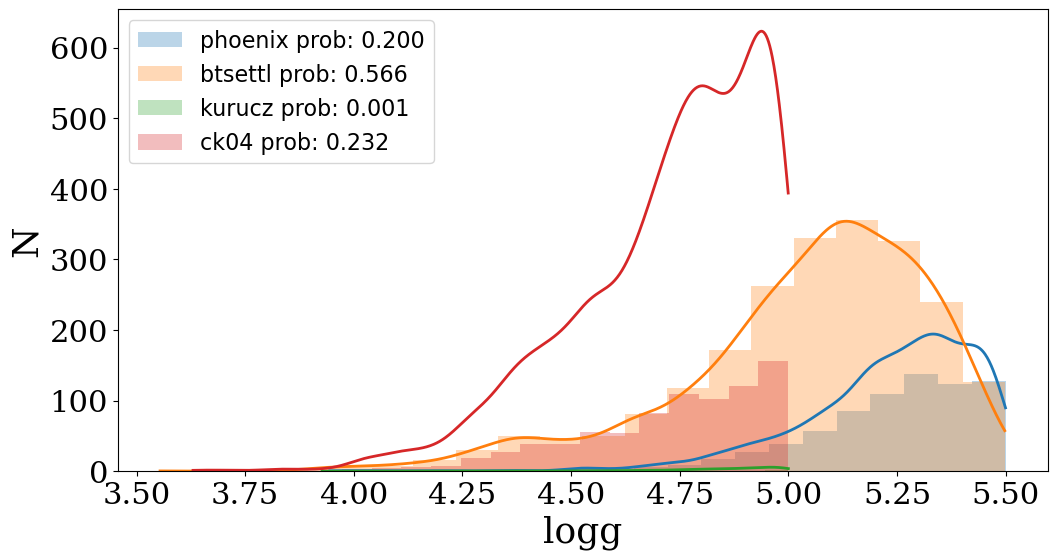 phoenix prob: 0.200
btsettl prob: 0.566
kurucz prob: 0.001
ck04 prob: 0.232
600
500
400
300
200
100
0
N
3.50 3.75 4.00 4.25 4.50 4.75 5.00 5.25 5.50
logg